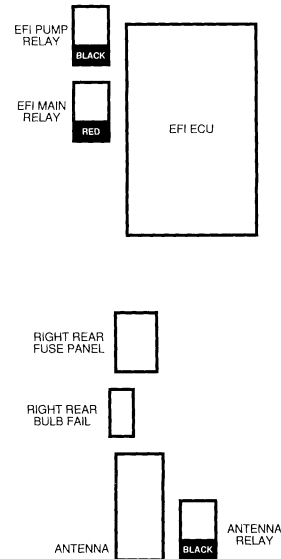 EFI PUMP
RELAY
BLACK
EFI MAIN
RELAY
RED
EFI ECU
RIGHT REAR
FUSE PANEL
RIGHT REAR
BULB FAIL
ANTENNA
BLACK
ANTENNA
RELAY